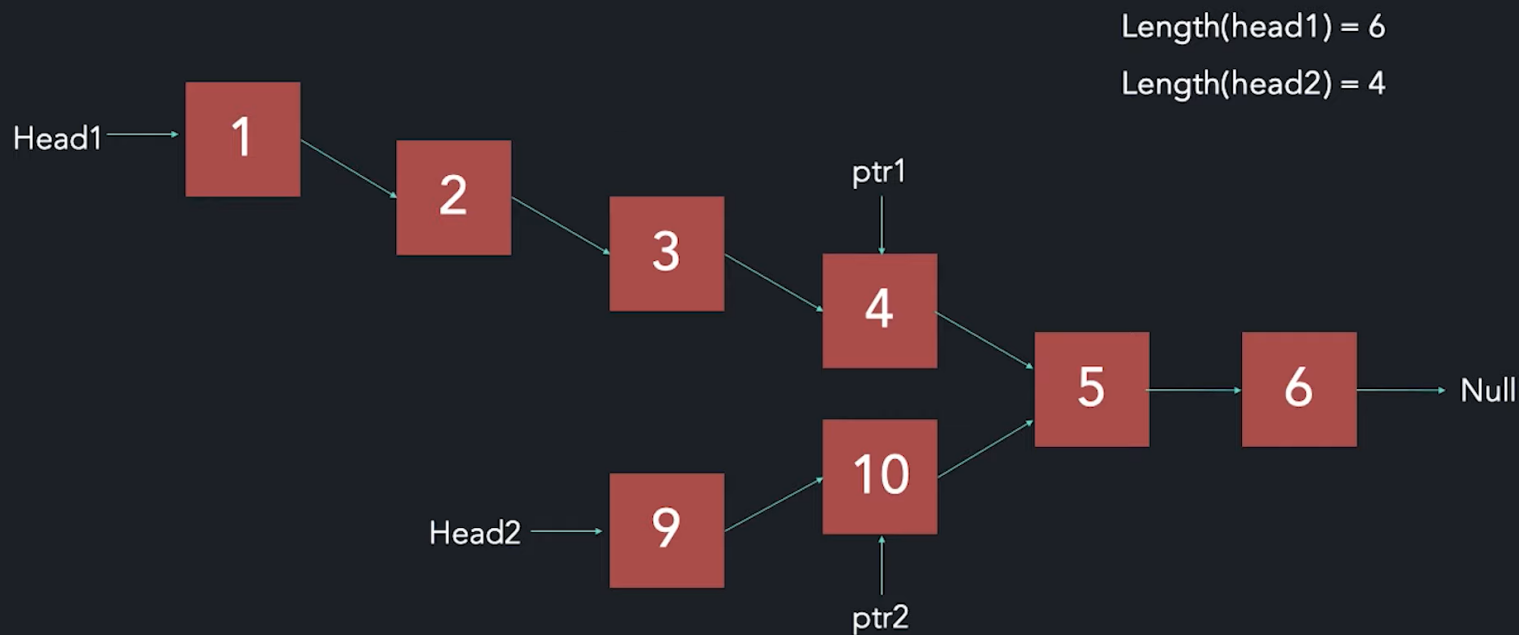 Length(head1) = 6
Length(head2) = 4
Head1
1
2
3
ptr1
4
5
6
Null
Head2
9
10
ptr2